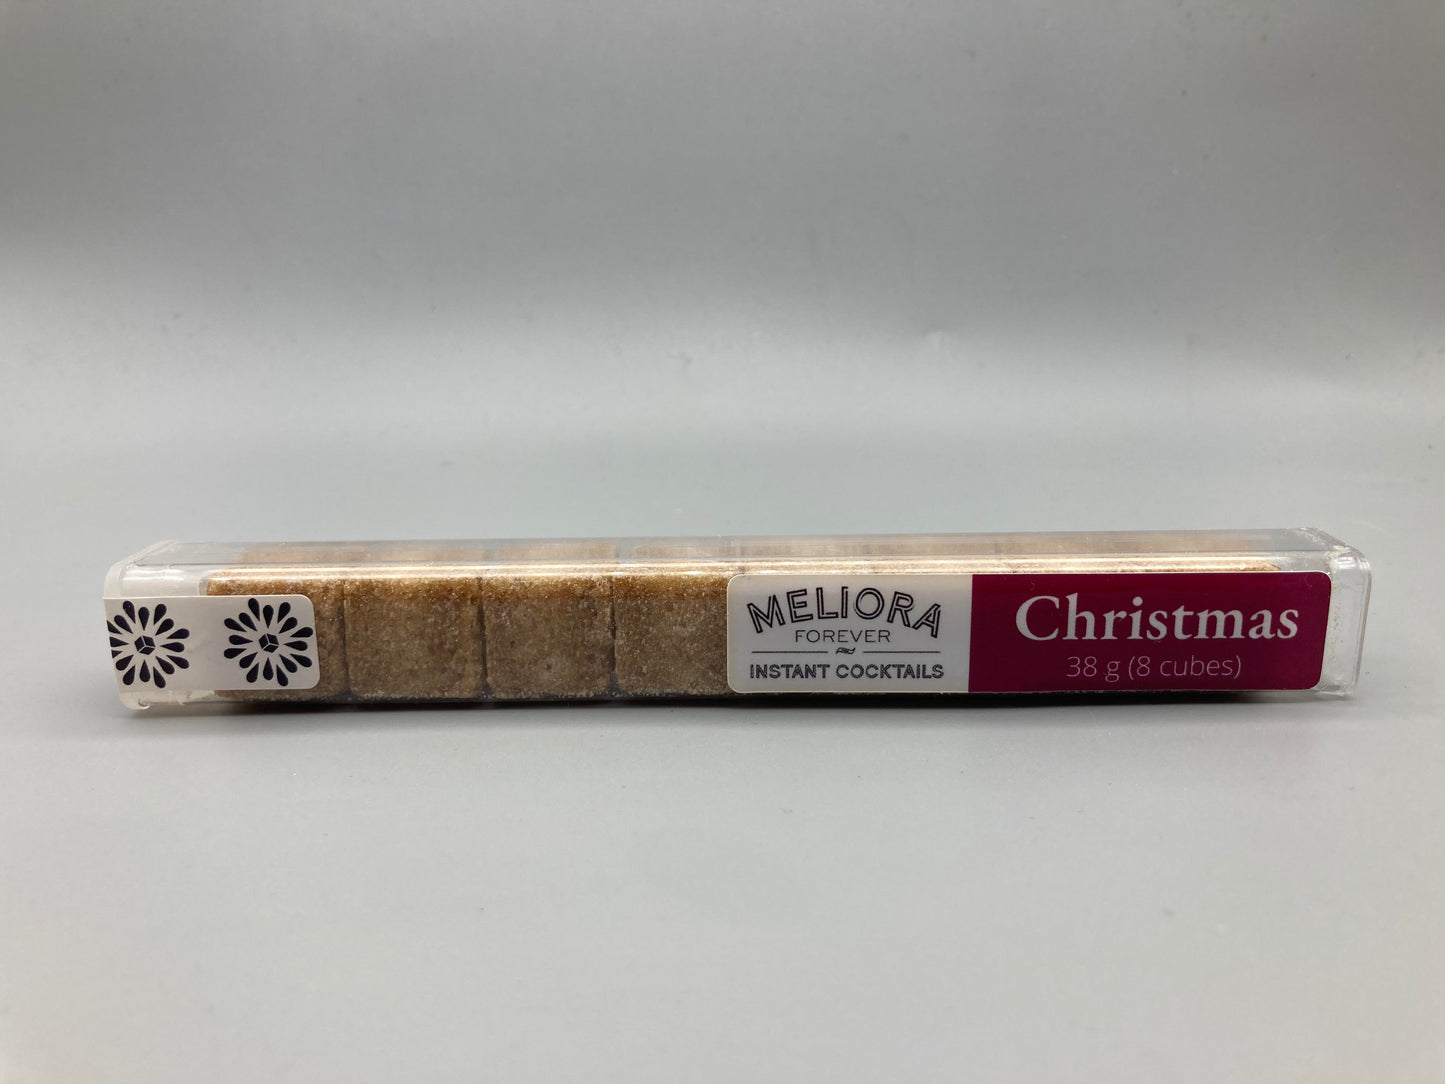 MELIORA
FOREVER
INSTANT COCKTAILS
Christmas
38 g (8 cubes)